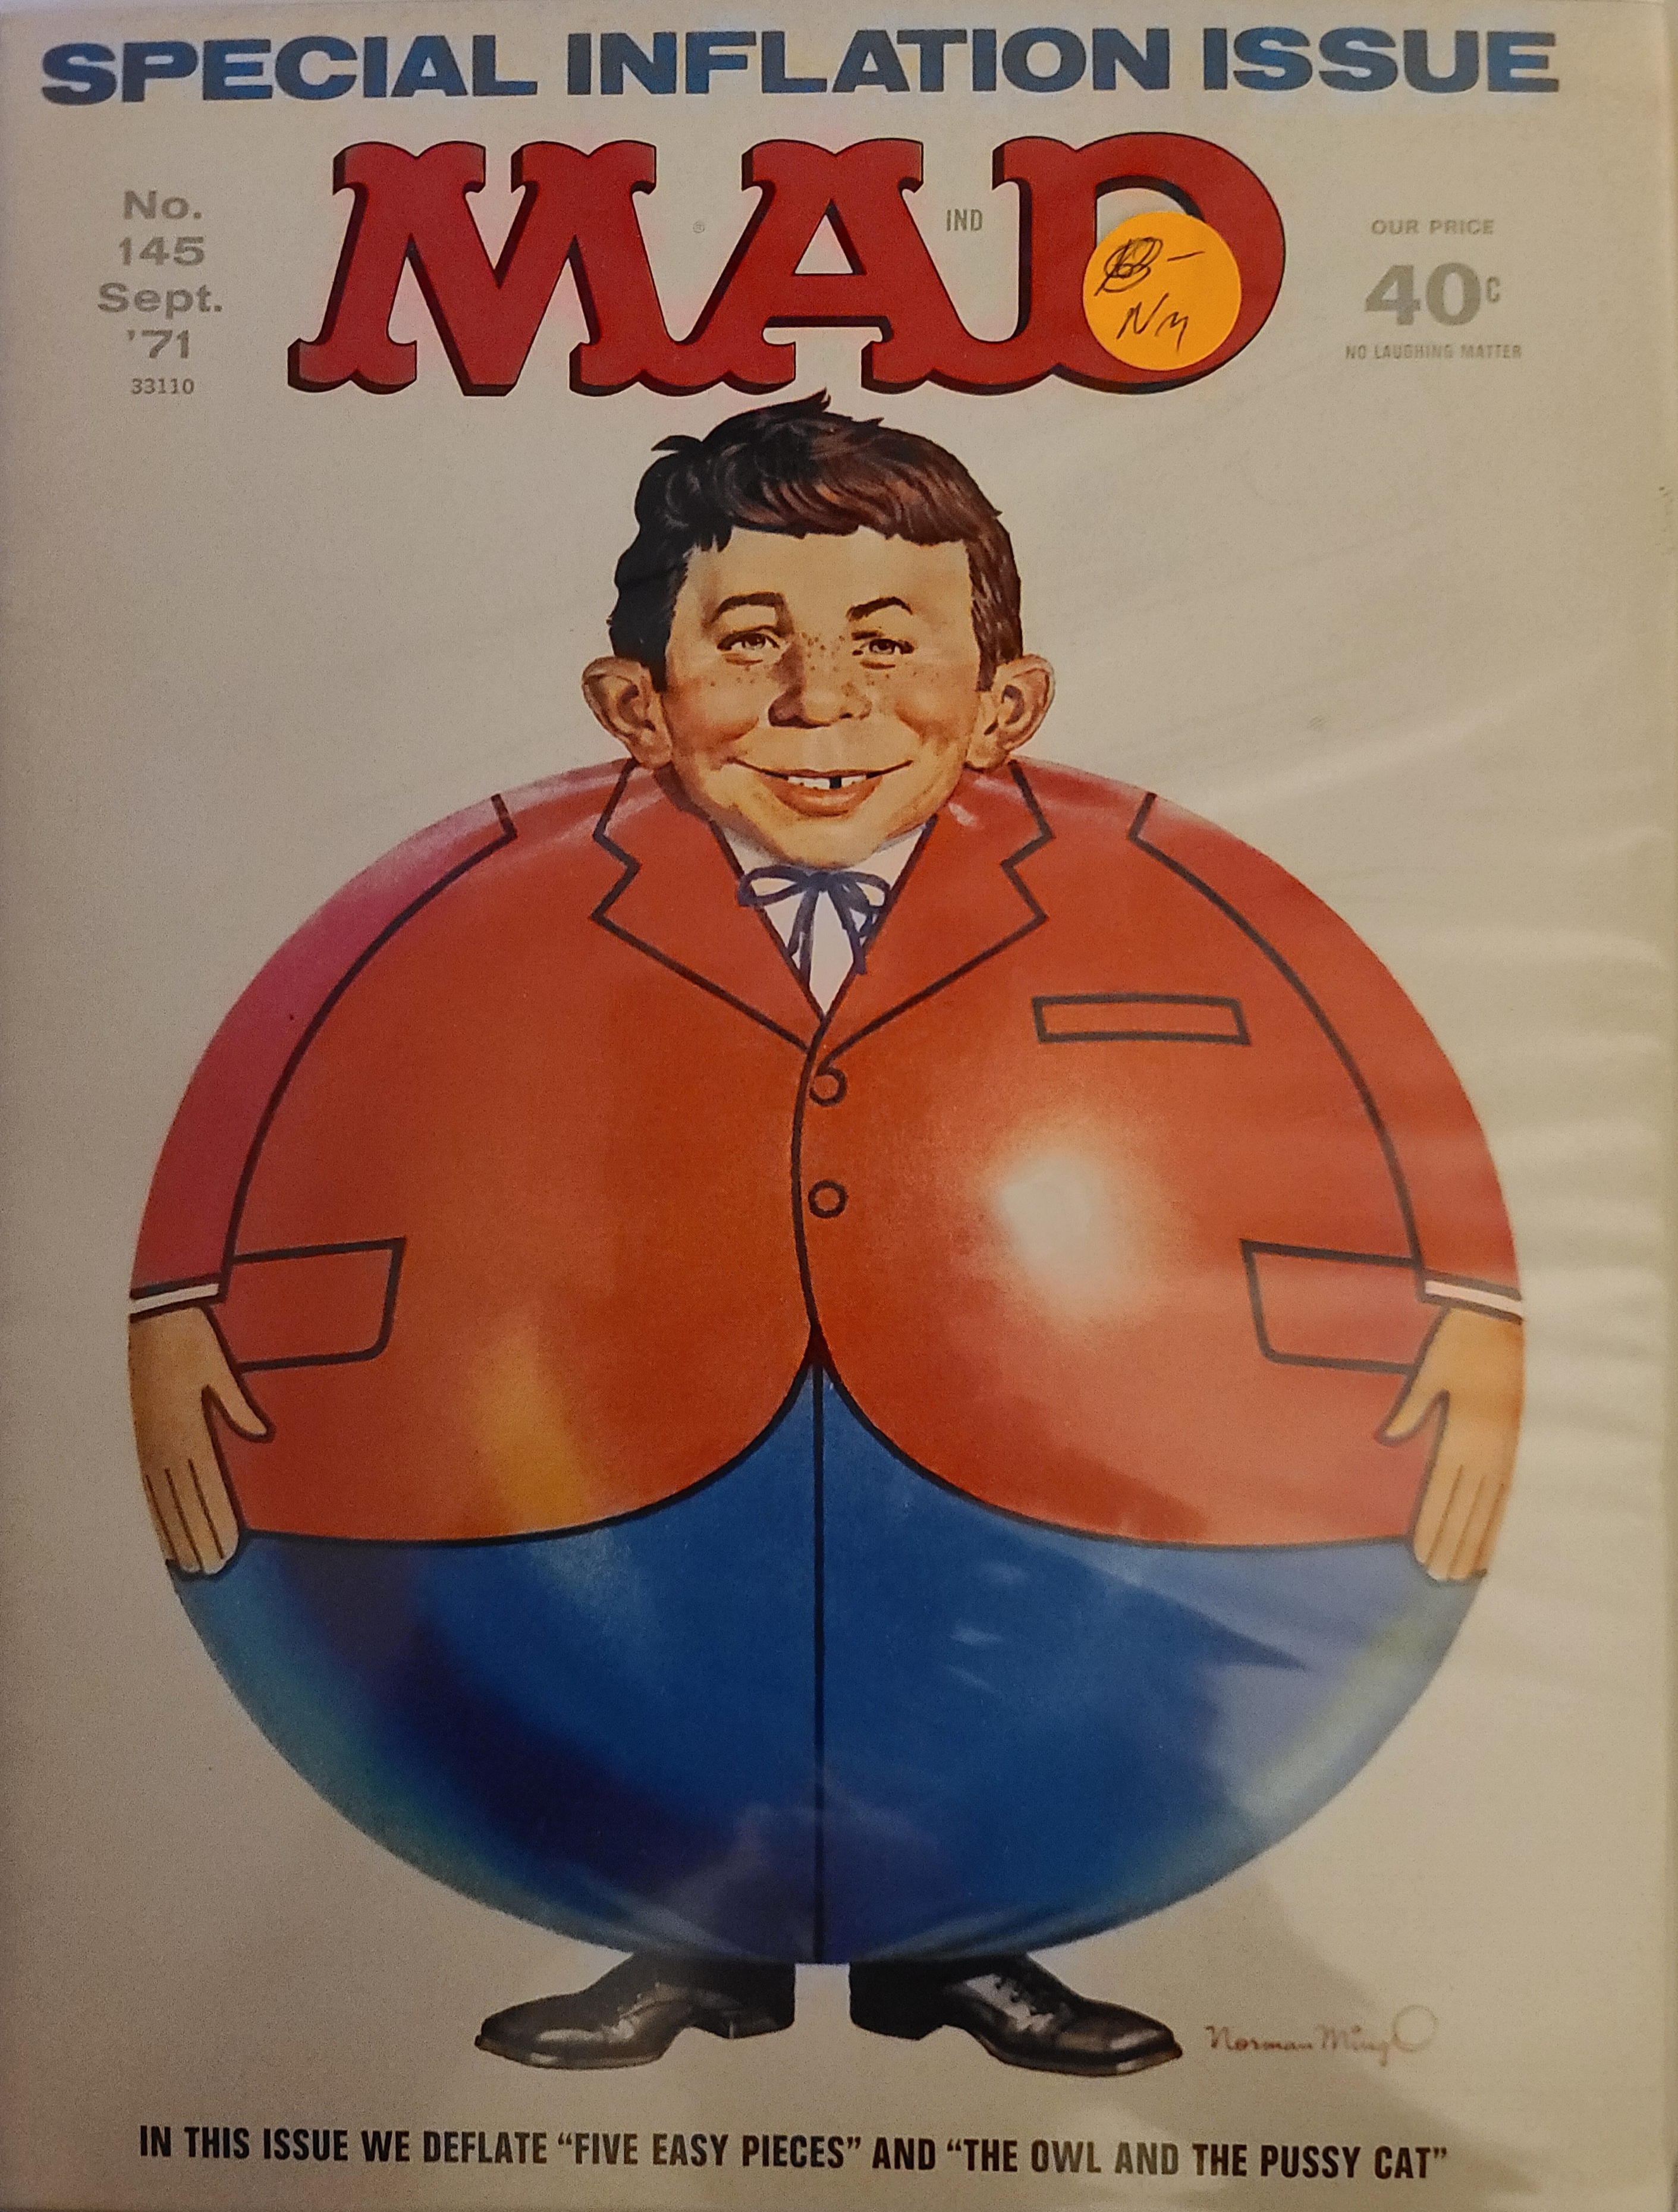 SPECIAL INFLATION ISSUE
MAD
No.
145
Sept.
'71
33110
®
IND
OUR PRICE
40¢
NO LAUGHING MATTER
NM
Norman Mingo
IN THIS ISSUE WE DEFLATE “FIVE EASY PIECES” AND “THE OWL AND THE PUSSY CAT”